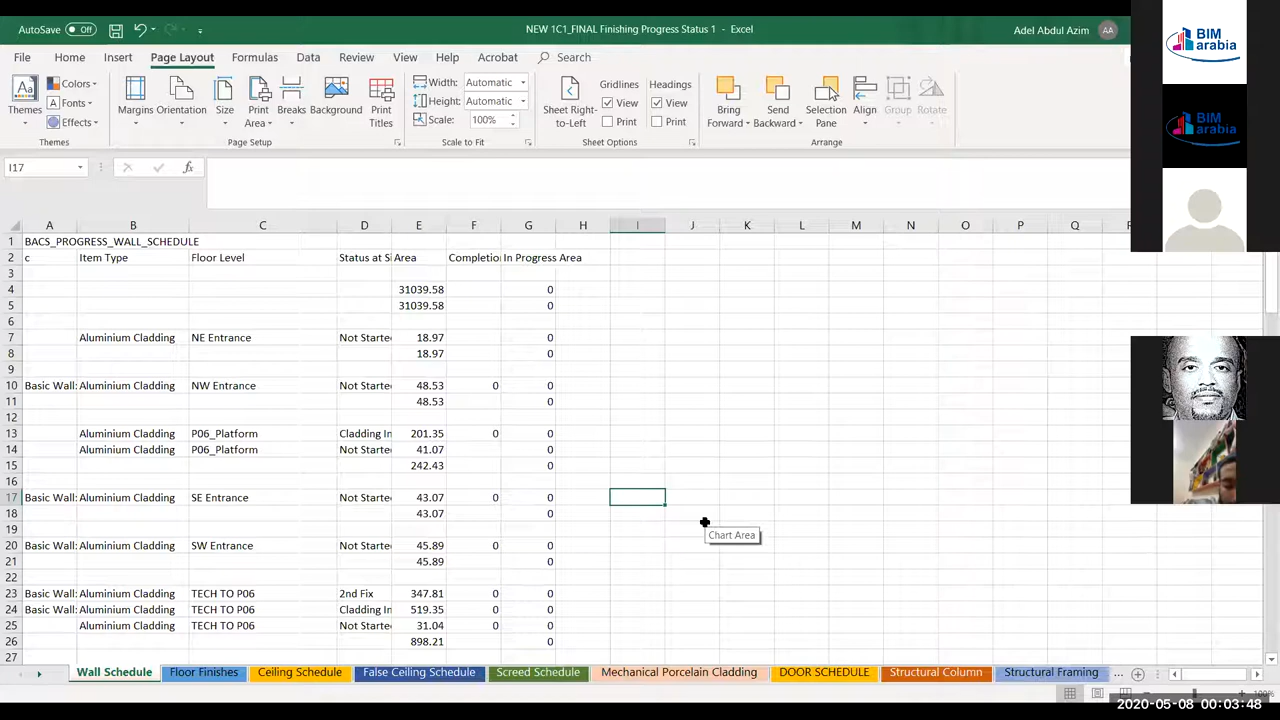 AutoSave Off NEW 1C1_FINAL Finishing Progress Status 1 - Excel Adel Abdul Azim AA
File Home Insert Page Layout Formulas Data Review View Help Acrobat Search
Themes Colors Fonts Effects
Themes
Margins Orientation Size Print Area Breaks Background Print Titles
Page Setup
Width: Automatic
Height: Automatic
Scale: 100%
Scale to Fit
Sheet Right-to-Left
Gridlines Headings
View View
Print Print
Sheet Options
Bring Forward Send Backward Selection Pane Align Group Rotate
Arrange
BIM arabia
BIM arabia
I17 fx
A B C D E F G H I J K L M N O P Q R
1 BACS_PROGRESS_WALL_SCHEDULE
2 c Item Type Floor Level Status at Si Area Completio In Progress Area
3
4 31039.58 0
5 31039.58 0
6
7 Aluminium Cladding NE Entrance Not Starte 18.97 0
8 18.97 0
9
10 Basic Wall: Aluminium Cladding NW Entrance Not Starte 48.53 0 0
11 48.53 0
12
13 Aluminium Cladding P06_Platform Cladding In 201.35 0 0
14 Aluminium Cladding P06_Platform Not Starte 41.07 0
15 242.43 0
16
17 Basic Wall: Aluminium Cladding SE Entrance Not Starte 43.07 0 0
18 43.07 0
19
Chart Area
20 Basic Wall: Aluminium Cladding SW Entrance Not Starte 45.89 0 0
21 45.89 0
22
23 Basic Wall: Aluminium Cladding TECH TO P06 2nd Fix 347.81 0 0
24 Basic Wall: Aluminium Cladding TECH TO P06 Cladding In 519.35 0 0
25 Aluminium Cladding TECH TO P06 Not Starte 31.04 0 0
26 898.21 0
27
Wall Schedule Floor Finishes Ceiling Schedule False Ceiling Schedule Screed Schedule Mechanical Porcelain Cladding DOOR SCHEDULE Structural Column Structural Framing ...
100%
2020-05-08 00:03:48